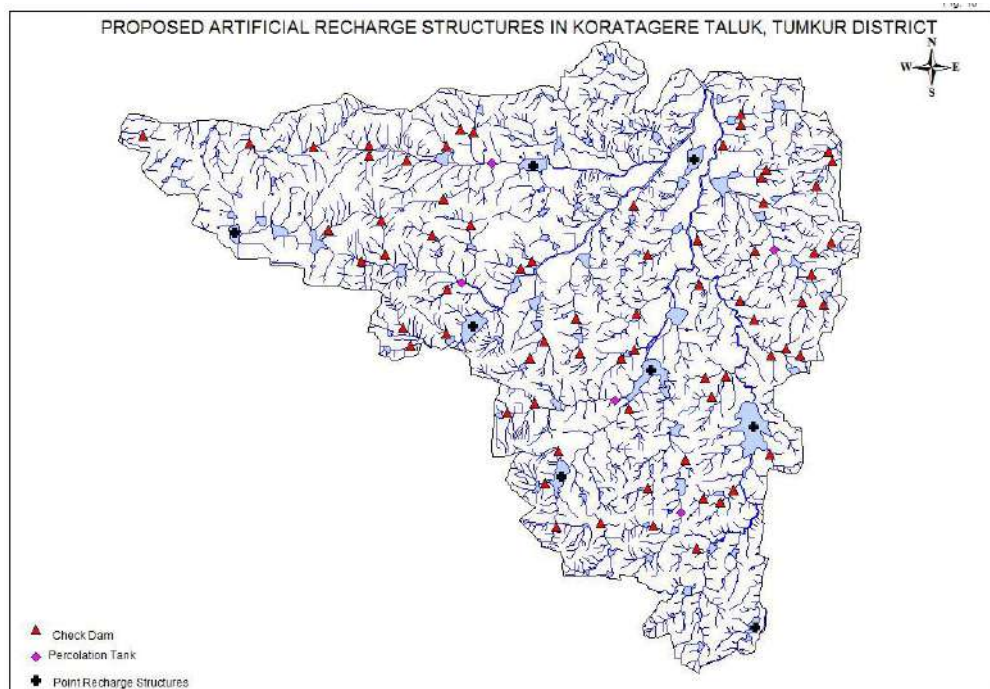 PROPOSED ARTIFICIAL RECHARGE STRUCTURES IN KORATAGERE TALUK, TUMKUR DISTRICT
N
W E
S
Check Dam
Percolation Tank
Point Recharge Structures